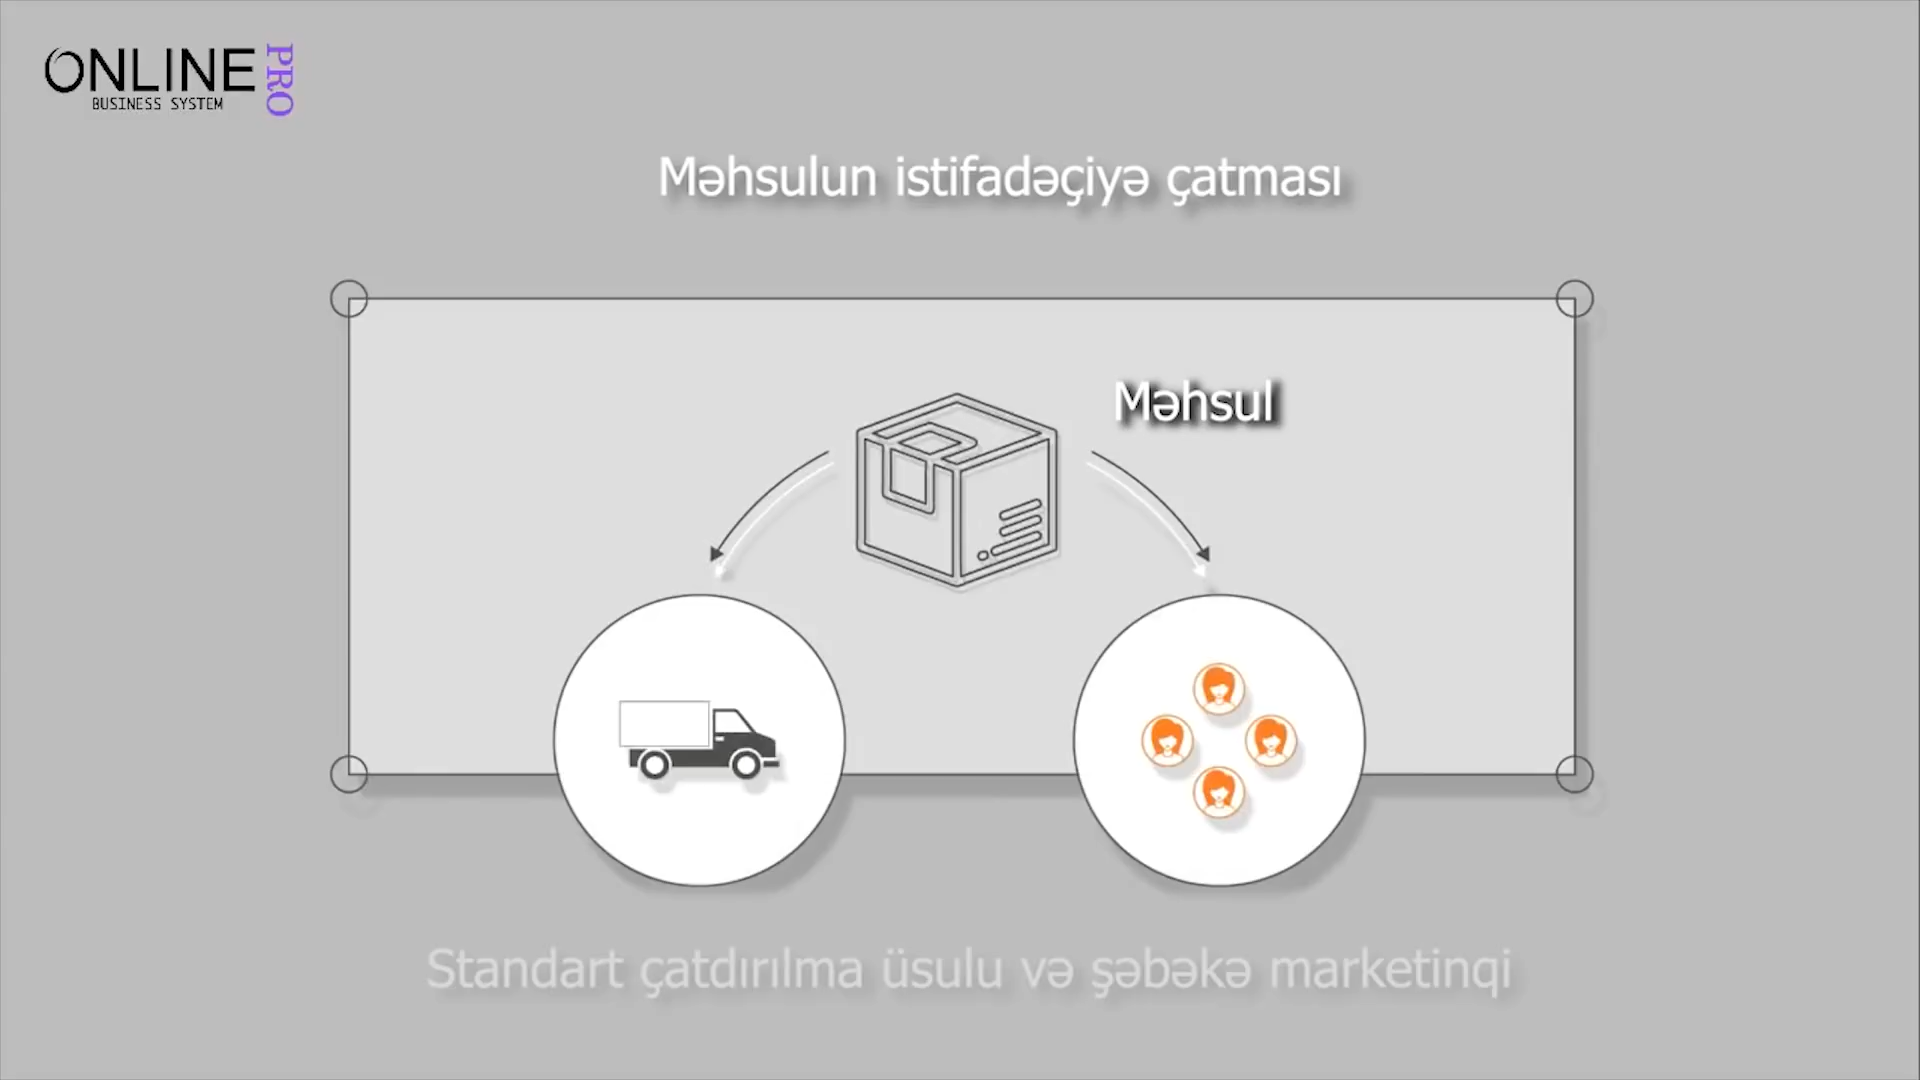 ONLINE PRO
BUSINESS SYSTEM
Məhsulun istifadəçiyə çatması
Məhsul
Standart çatdırılma üsulu və şəbəkə marketinqi